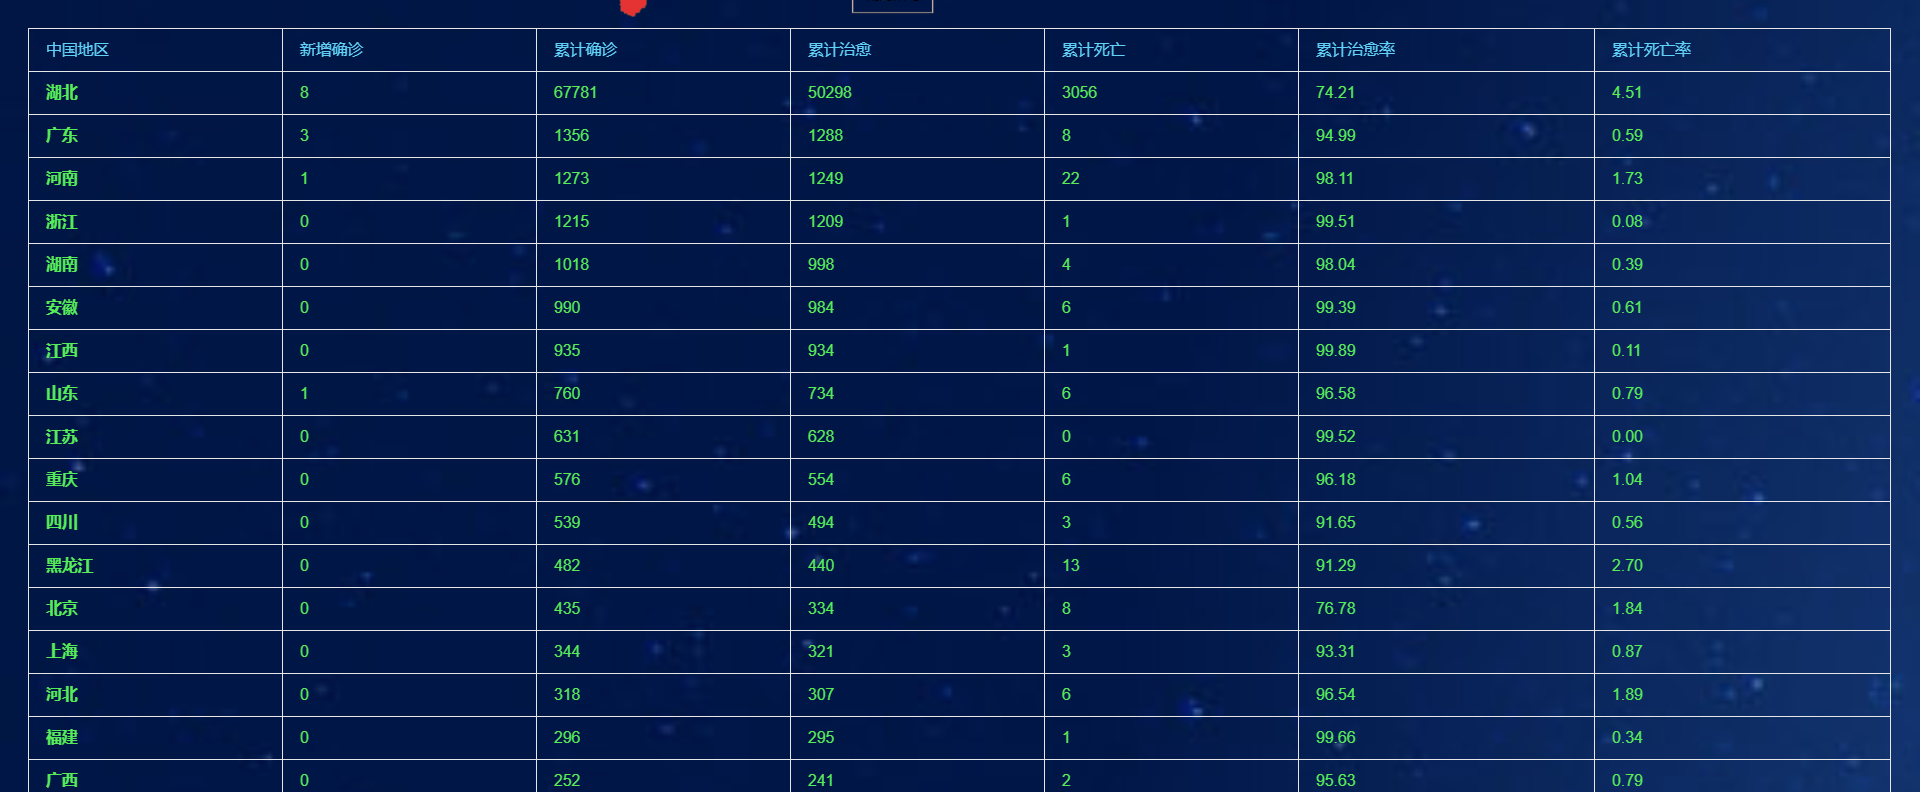 中国地区 新增确诊 累计确诊 累计治愈 累计死亡 累计治愈率 累计死亡率
湖北 8 67781 50298 3056 74.21 4.51
广东 3 1356 1288 8 94.99 0.59
河南 1 1273 1249 22 98.11 1.73
浙江 0 1215 1209 1 99.51 0.08
湖南 0 1018 998 4 98.04 0.39
安徽 0 990 984 6 99.39 0.61
江西 0 935 934 1 99.89 0.11
山东 1 760 734 6 96.58 0.79
江苏 0 631 628 0 99.52 0.00
重庆 0 576 554 6 96.18 1.04
四川 0 539 494 3 91.65 0.56
黑龙江 0 482 440 13 91.29 2.70
北京 0 435 334 8 76.78 1.84
上海 0 344 321 3 93.31 0.87
河北 0 318 307 6 96.54 1.89
福建 0 296 295 1 99.66 0.34
广西 0 252 241 2 95.63 0.79